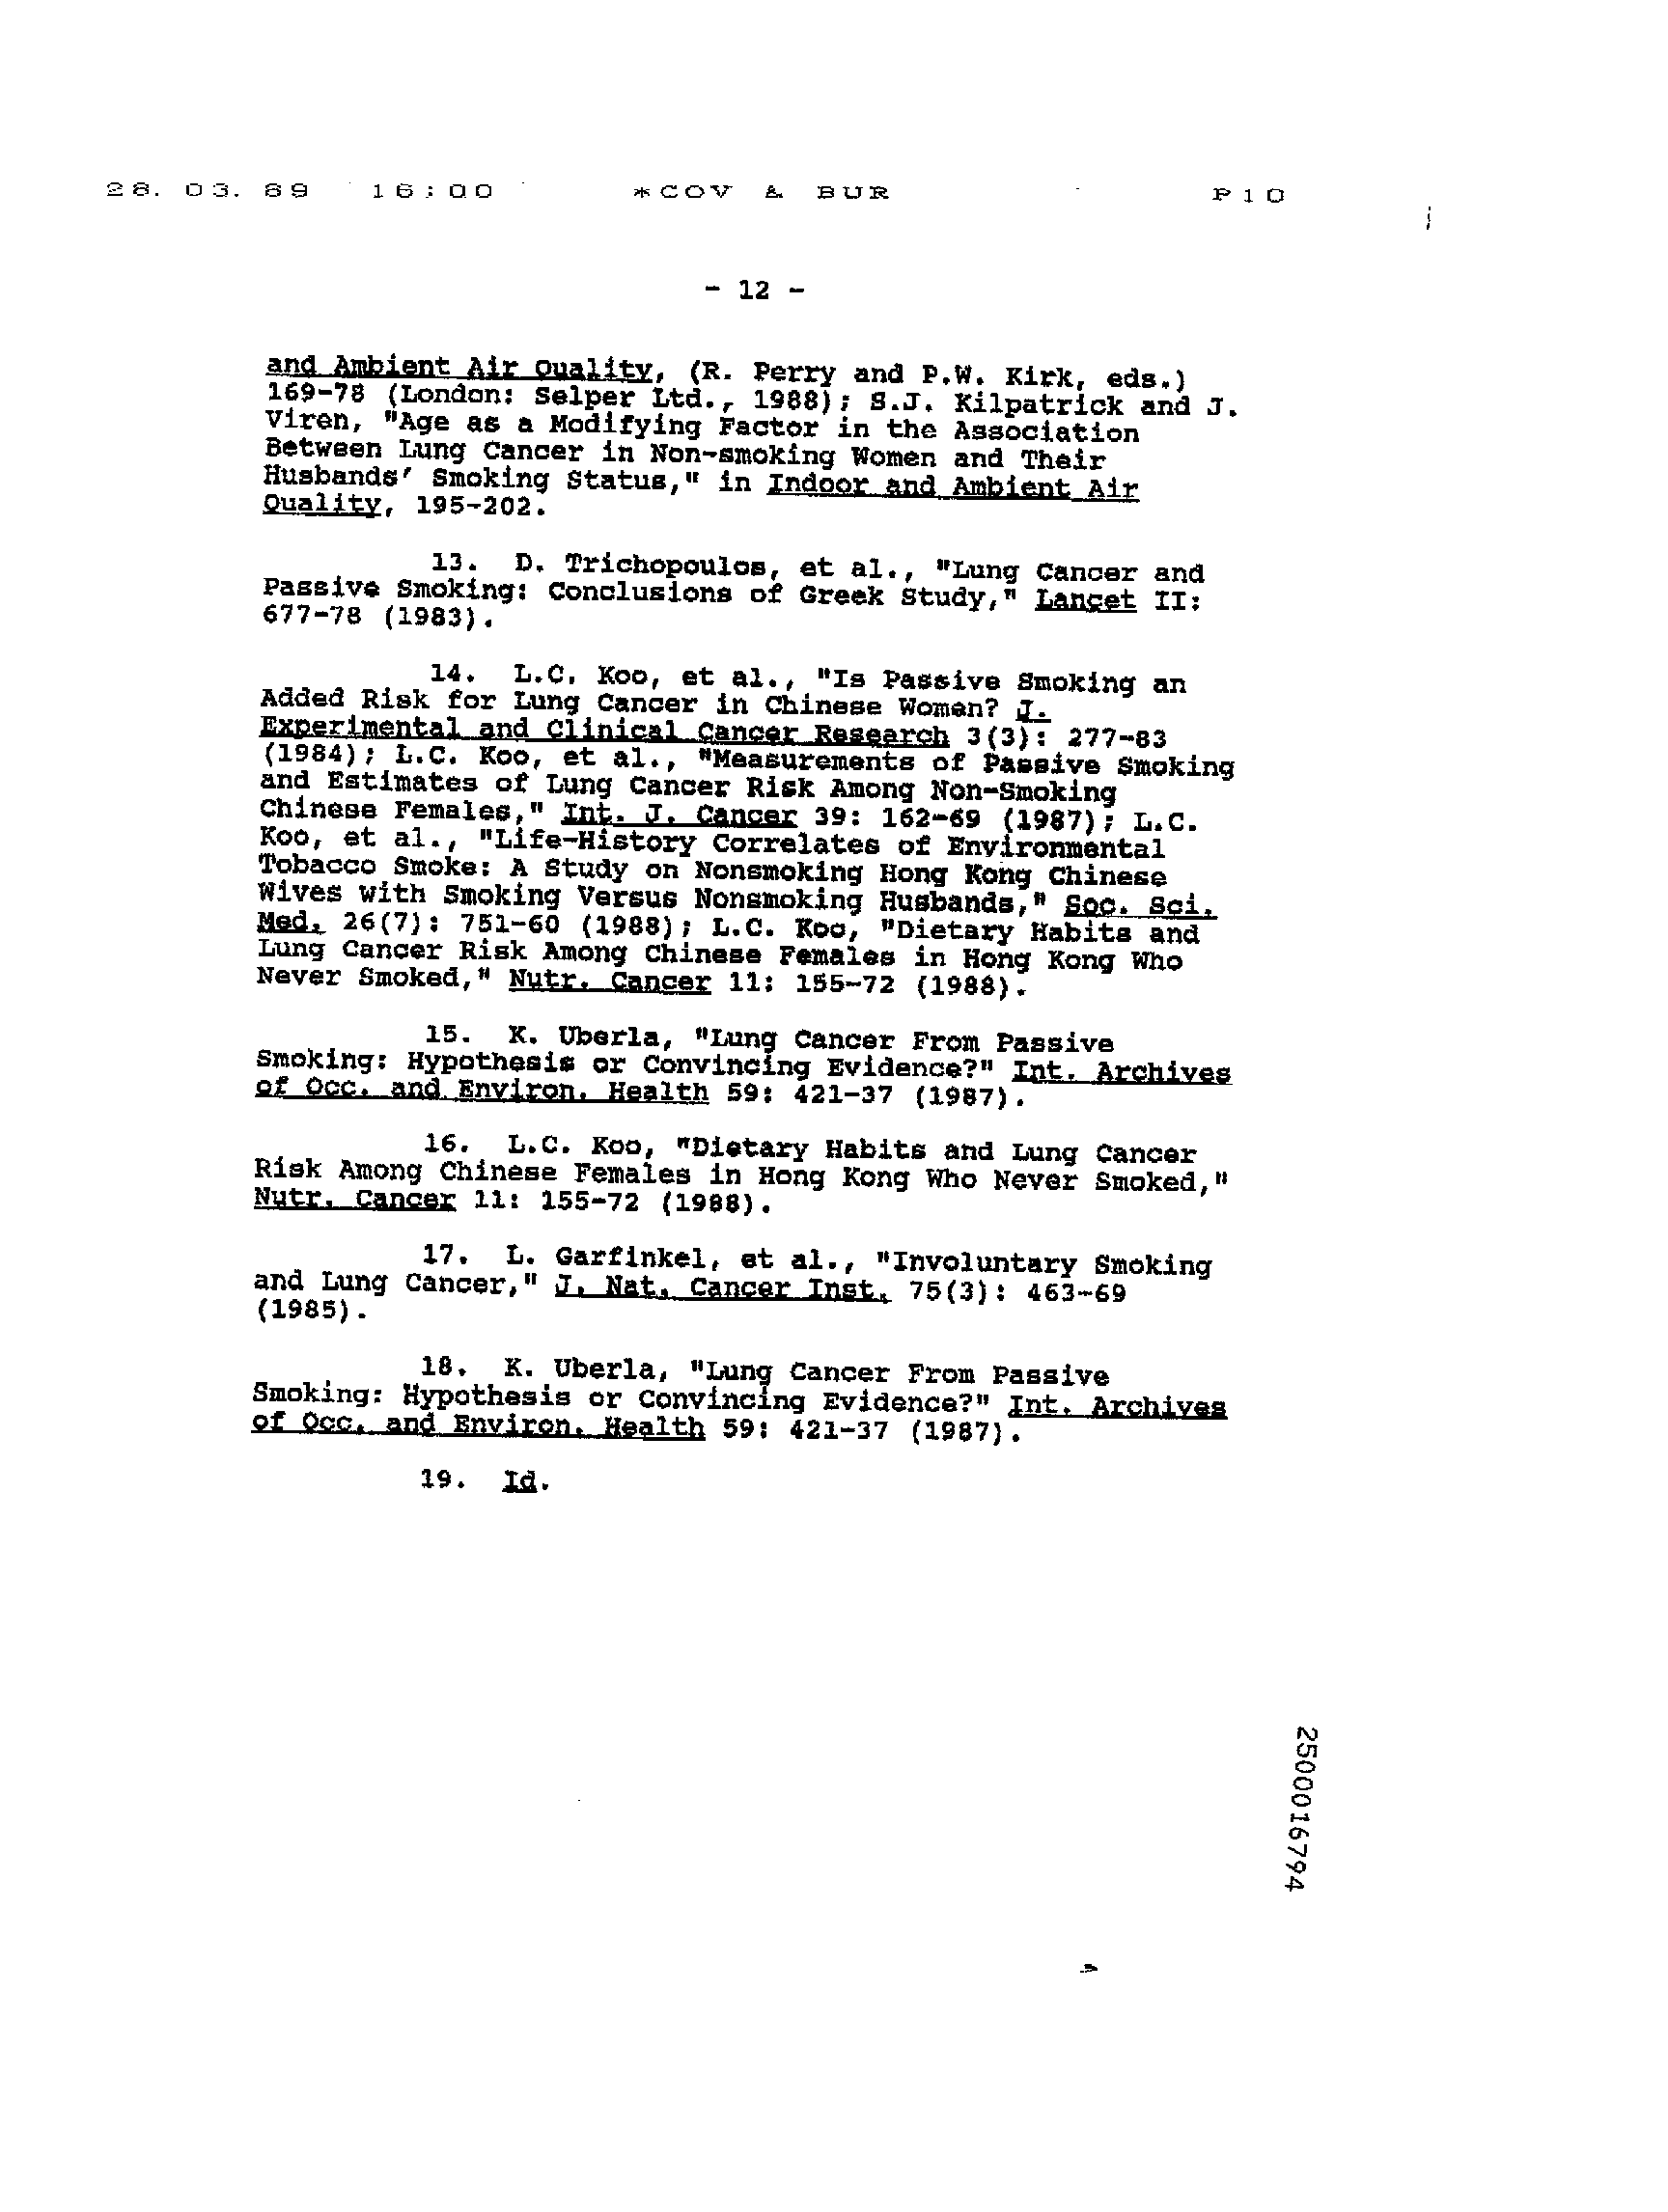 28. 03. 89 16:00 *COV & BUR P10
- 12 -
and Ambient Air Quality, (R. Perry and P.W. Kirk, eds.)
169-78 (London: Selper Ltd., 1988); S.J. Kilpatrick and J.
Viren, "Age as a Modifying Factor in the Association
Between Lung Cancer in Non-smoking Women and Their
Husbands' Smoking Status," in Indoor and Ambient Air
Quality, 195-202.
13. D. Trichopoulos, et al., "Lung Cancer and
Passive Smoking: Conclusions of Greek Study," Lancet II:
677-78 (1983).
14. L.C. Koo, et al., "Is Passive Smoking an
Added Risk for Lung Cancer in Chinese Women? J.
Experimental and Clinical Cancer Research 3(3): 277-83
(1984); L.C. Koo, et al., "Measurements of Passive Smoking
and Estimates of Lung Cancer Risk Among Non-Smoking
Chinese Females," Int. J. Cancer 39: 162-69 (1987); L.C.
Koo, et al., "Life-History Correlates of Environmental
Tobacco Smoke: A Study on Nonsmoking Hong Kong Chinese
Wives with Smoking Versus Nonsmoking Husbands," Soc. Sci.
Med. 26(7): 751-60 (1988); L.C. Koo, "Dietary Habits and
Lung Cancer Risk Among Chinese Females in Hong Kong Who
Never Smoked," Nutr. Cancer 11: 155-72 (1988).
15. K. Uberla, "Lung Cancer From Passive
Smoking: Hypothesis or Convincing Evidence?" Int. Archives
of Occ. and Environ. Health 59: 421-37 (1987).
16. L.C. Koo, "Dietary Habits and Lung Cancer
Risk Among Chinese Females in Hong Kong Who Never Smoked,"
Nutr. Cancer 11: 155-72 (1988).
17. L. Garfinkel, et al., "Involuntary Smoking
and Lung Cancer," J. Nat. Cancer Inst. 75(3): 463-69
(1985).
18. K. Uberla, "Lung Cancer From Passive
Smoking: Hypothesis or Convincing Evidence?" Int. Archives
of Occ. and Environ. Health 59: 421-37 (1987).
19. Id.
2500016794